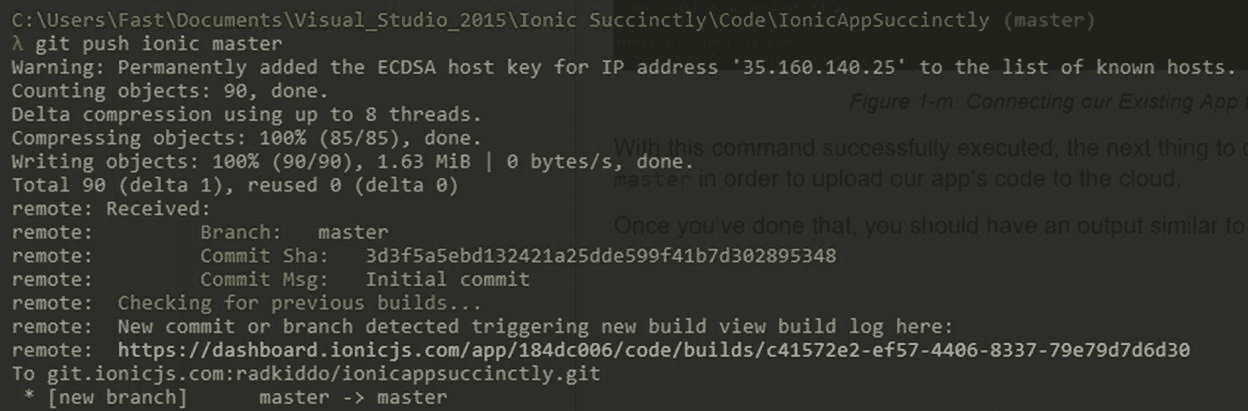 C:\Users\Fast\Documents\Visual_Studio_2015\Ionic Succinctly\Code\IonicAppSuccinctly (master)
λ git push ionic master
Warning: Permanently added the ECDSA host key for IP address '35.160.140.25' to the list of known hosts.
Counting objects: 90, done.
Delta compression using up to 8 threads.
Compressing objects: 100% (85/85), done.
Writing objects: 100% (90/90), 1.63 MiB | 0 bytes/s, done.
Total 90 (delta 1), reused 0 (delta 0)
remote: Received:
remote:         Branch:   master
remote:         Commit Sha:   3d3f5a5ebd132421a25dde599f41b7d302895348
remote:         Commit Msg:   Initial commit
remote:  Checking for previous builds...
remote:  New commit or branch detected triggering new build view build log here:
remote:  https://dashboard.ionicjs.com/app/184dc006/code/builds/c41572e2-ef57-4406-8337-79e79d7d6d30
To git.ionicjs.com:radkiddo/ionicappsuccinctly.git
 * [new branch]      master -> master
Figure 1-m: Connecting our Existing App
With this command successfully executed, the next thing to
master in order to upload our app's code to the cloud.
Once you've done that, you should have an output similar to